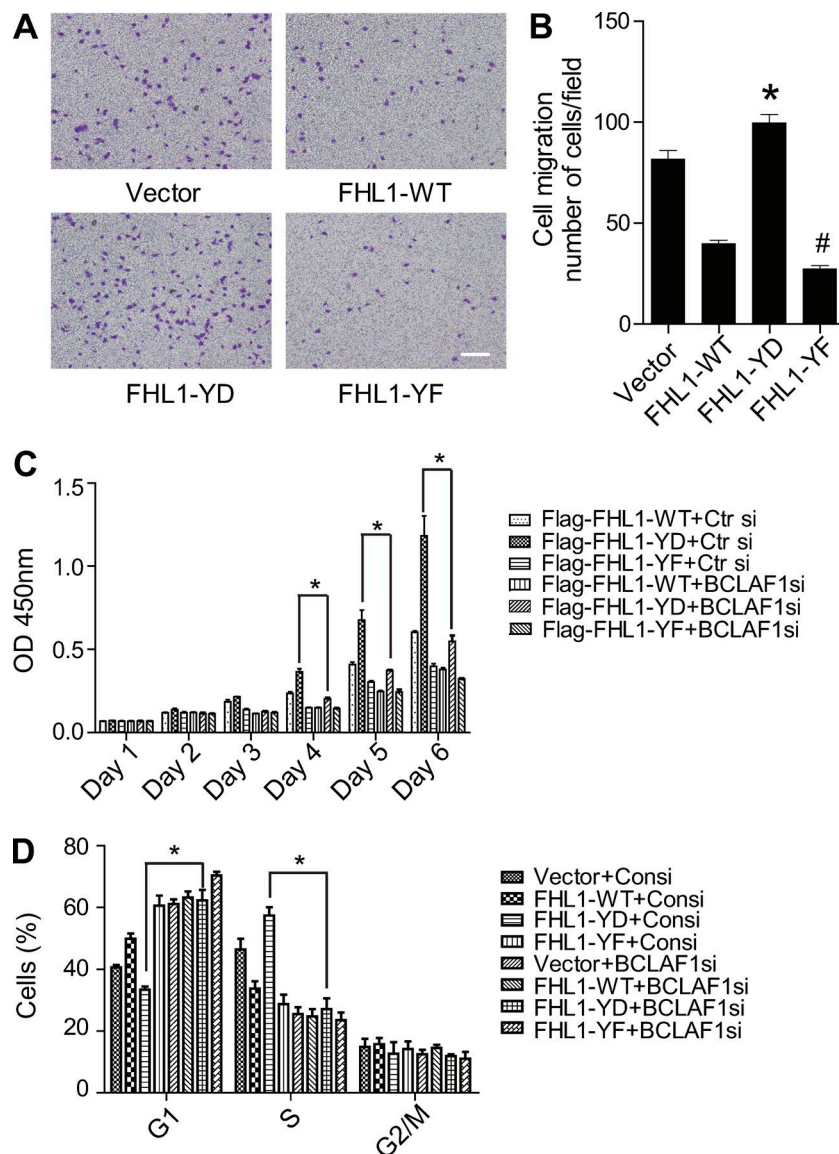 A
Vector
FHL1-WT
FHL1-YD
FHL1-YF
B
Cell migration
number of cells/field
150
100
50
0
*
#
Vector
FHL1-WT
FHL1-YD
FHL1-YF
C
OD 450nm
1.5
1.0
0.5
0.0
*
*
*
Day 1
Day 2
Day 3
Day 4
Day 5
Day 6
Flag-FHL1-WT+Ctr si
Flag-FHL1-YD+Ctr si
Flag-FHL1-YF+Ctr si
Flag-FHL1-WT+BCLAF1si
Flag-FHL1-YD+BCLAF1si
Flag-FHL1-YF+BCLAF1si
D
Cells (%)
80
60
40
20
0
*
*
G1
S
G2/M
Vector+Consi
FHL1-WT+Consi
FHL1-YD+Consi
FHL1-YF+Consi
Vector+BCLAF1si
FHL1-WT+BCLAF1si
FHL1-YD+BCLAF1si
FHL1-YF+BCLAF1si